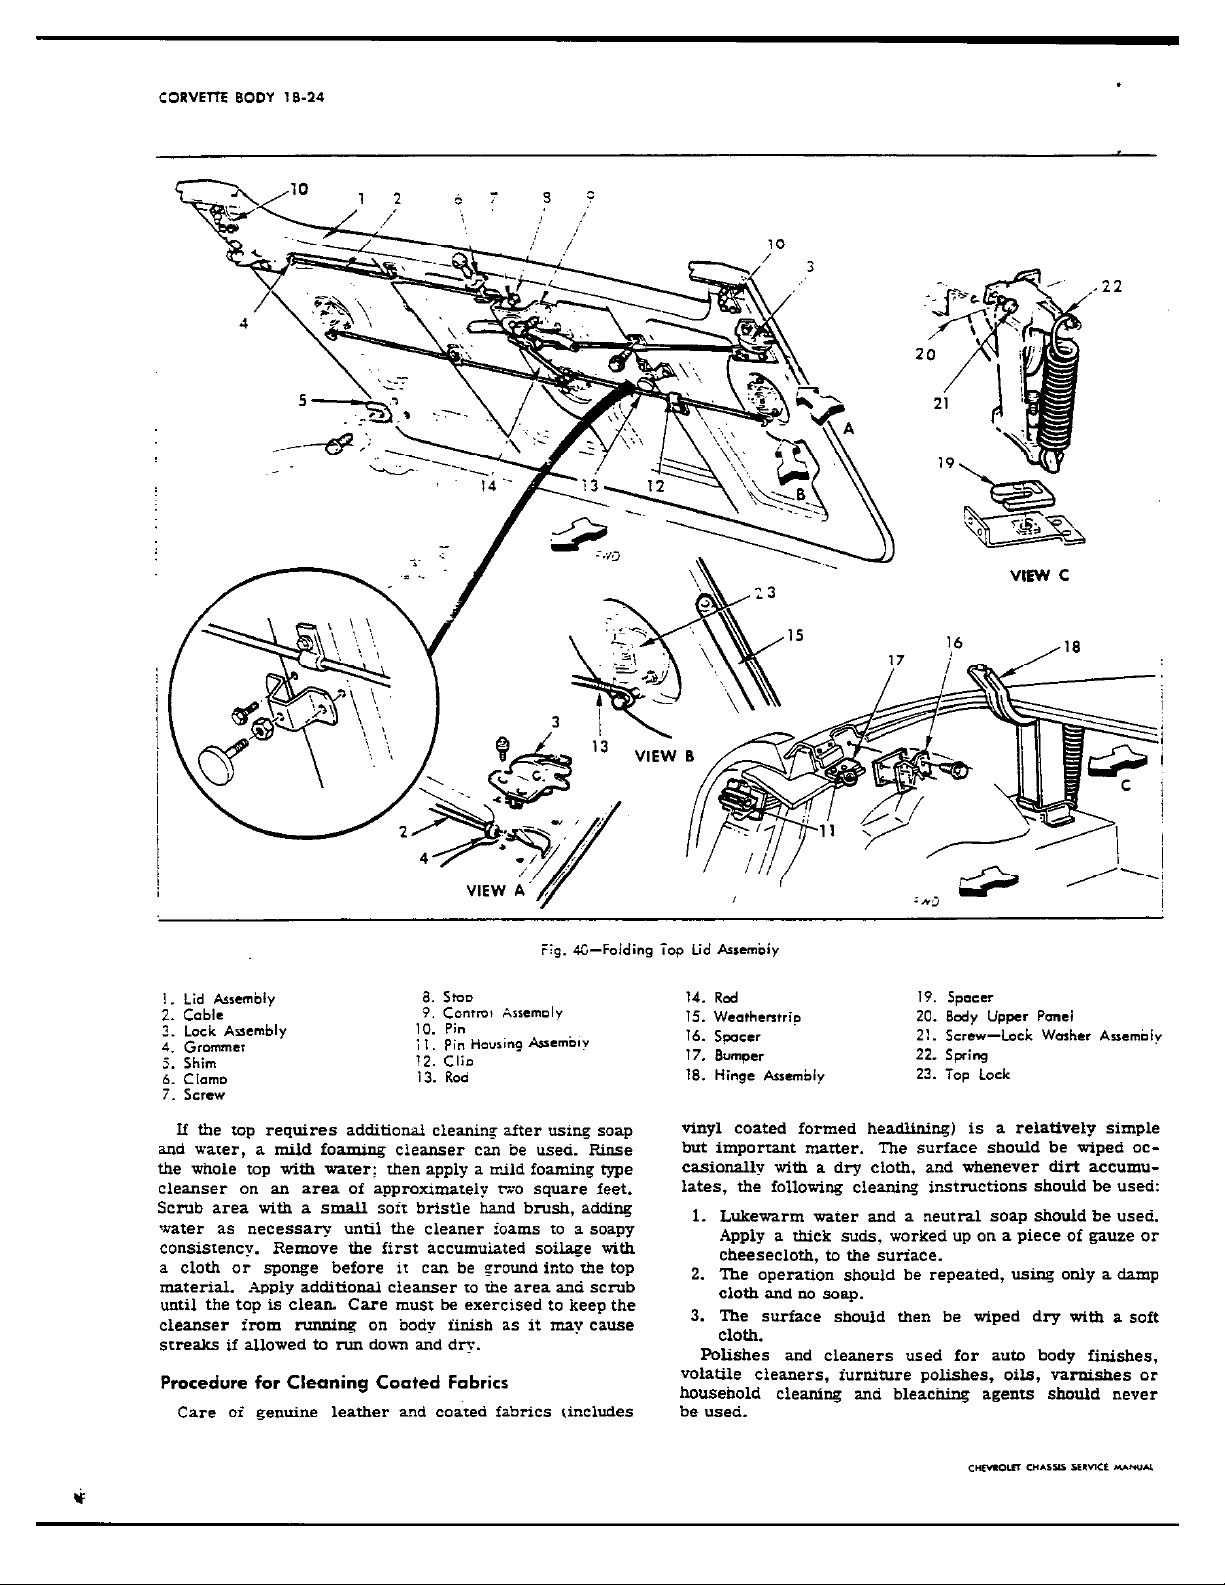 CORVETTE BODY 1B-24
10
1
2
6
7
8
9
10
3
4
5
14
13
12
A
B
FWD
22
20
21
19
VIEW C
23
15
13
VIEW B
3
2
4
VIEW A
17
16
18
11
C
FWD
Fig. 40—Folding Top Lid Assembly
1. Lid Assembly
2. Cable
3. Lock Assembly
4. Grommet
5. Shim
6. Clamp
7. Screw
8. Stop
9. Control Assembly
10. Pin
11. Pin Housing Assembly
12. Clip
13. Rod
14. Rod
15. Weatherstrip
16. Spacer
17. Bumper
18. Hinge Assembly
19. Spacer
20. Body Upper Panel
21. Screw—Lock Washer Assembly
22. Spring
23. Top Lock
If the top requires additional cleaning after using soap
and water, a mild foaming cleanser can be used. Rinse
the whole top with water; then apply a mild foaming type
cleanser on an area of approximately two square feet.
Scrub area with a small soft bristle hand brush, adding
water as necessary until the cleaner foams to a soapy
consistency. Remove the first accumulated soilage with
a cloth or sponge before it can be ground into the top
material. Apply additional cleanser to the area and scrub
until the top is clean. Care must be exercised to keep the
cleanser from running on body finish as it may cause
streaks if allowed to run down and dry.
Procedure for Cleaning Coated Fabrics
Care of genuine leather and coated fabrics (includes
vinyl coated formed headlining) is a relatively simple
but important matter. The surface should be wiped oc-
casionally with a dry cloth, and whenever dirt accumu-
lates, the following cleaning instructions should be used:
1. Lukewarm water and a neutral soap should be used.
Apply a thick suds, worked up on a piece of gauze or
cheesecloth, to the surface.
2. The operation should be repeated, using only a damp
cloth and no soap.
3. The surface should then be wiped dry with a soft
cloth.
Polishes and cleaners used for auto body finishes,
volatile cleaners, furniture polishes, oils, varnishes or
household cleaning and bleaching agents should never
be used.
CHEVROLET CHASSIS SERVICE MANUAL